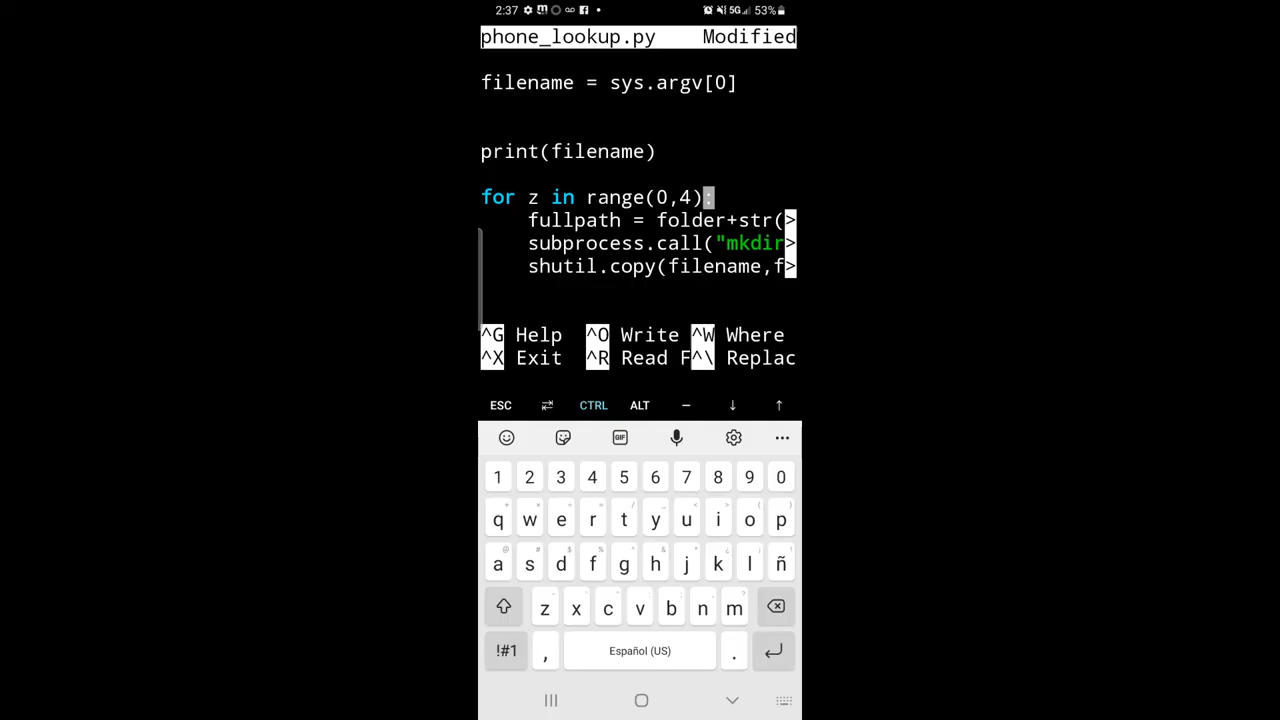 2:37 5G 53%
phone_lookup.py Modified
filename = sys.argv[0]
print(filename)
for z in range(0,4):
fullpath = folder+str(>
subprocess.call("mkdir>
shutil.copy(filename,f>
^G Help ^O Write ^W Where
^X Exit ^R Read F^\ Replac
ESC CTRL ALT
GIF
1 2 3 4 5 6 7 8 9 0
q w e r t y u i o p
a s d f g h j k l ñ
z x c v b n m
!#1 , Español (US) .